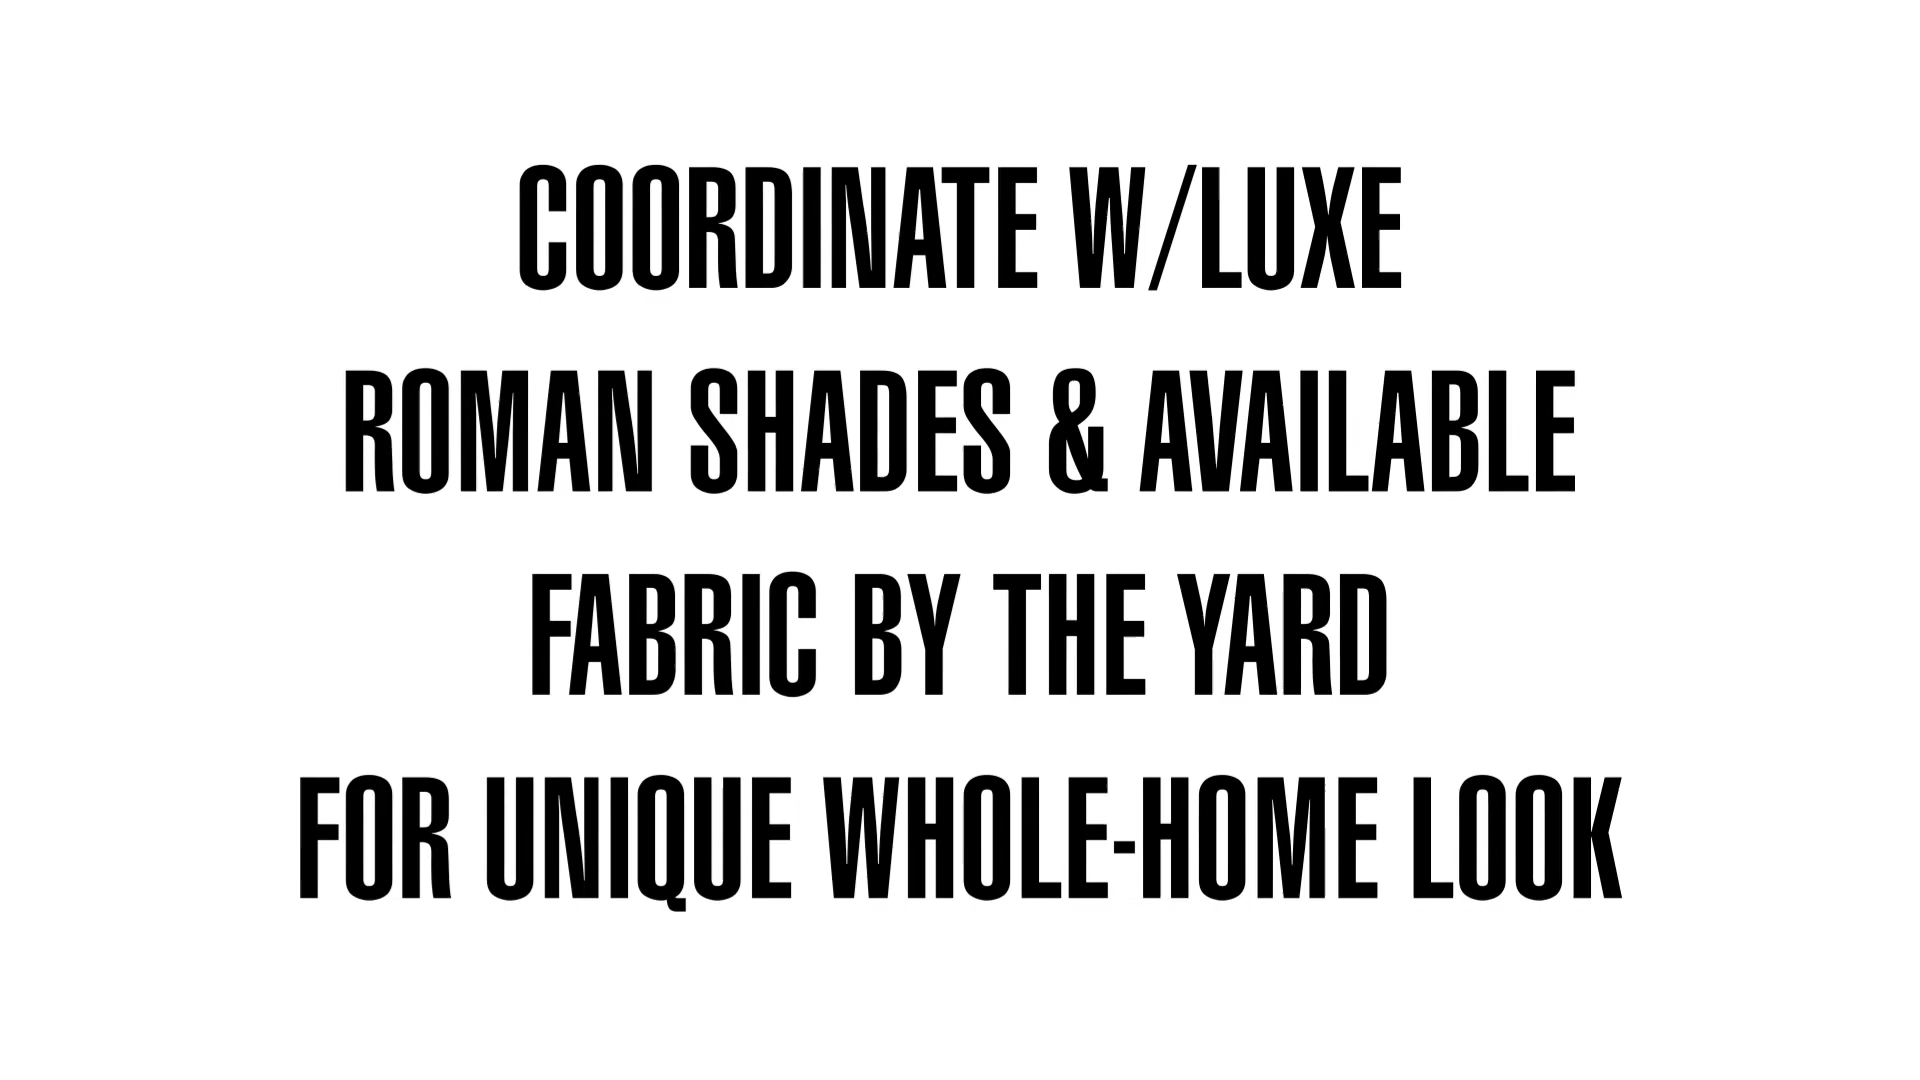 COORDINATE W/LUXE
ROMAN SHADES & AVAILABLE
FABRIC BY THE YARD
FOR UNIQUE WHOLE-HOME LOOK